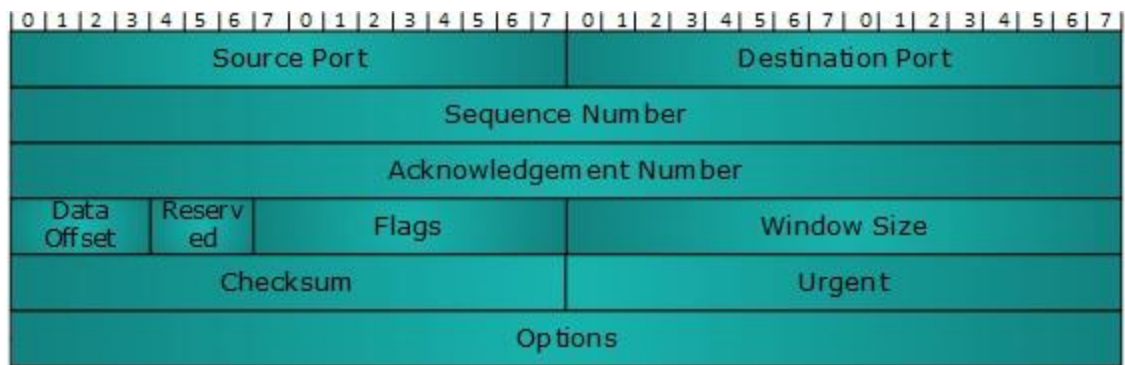 0 1 2 3 4 5 6 7 0 1 2 3 4 5 6 7 0 1 2 3 4 5 6 7 0 1 2 3 4 5 6 7
Source Port Destination Port
Sequence Number
Acknowledgement Number
Data Reserv
Offset ed Flags Window Size
Checksum Urgent
Options